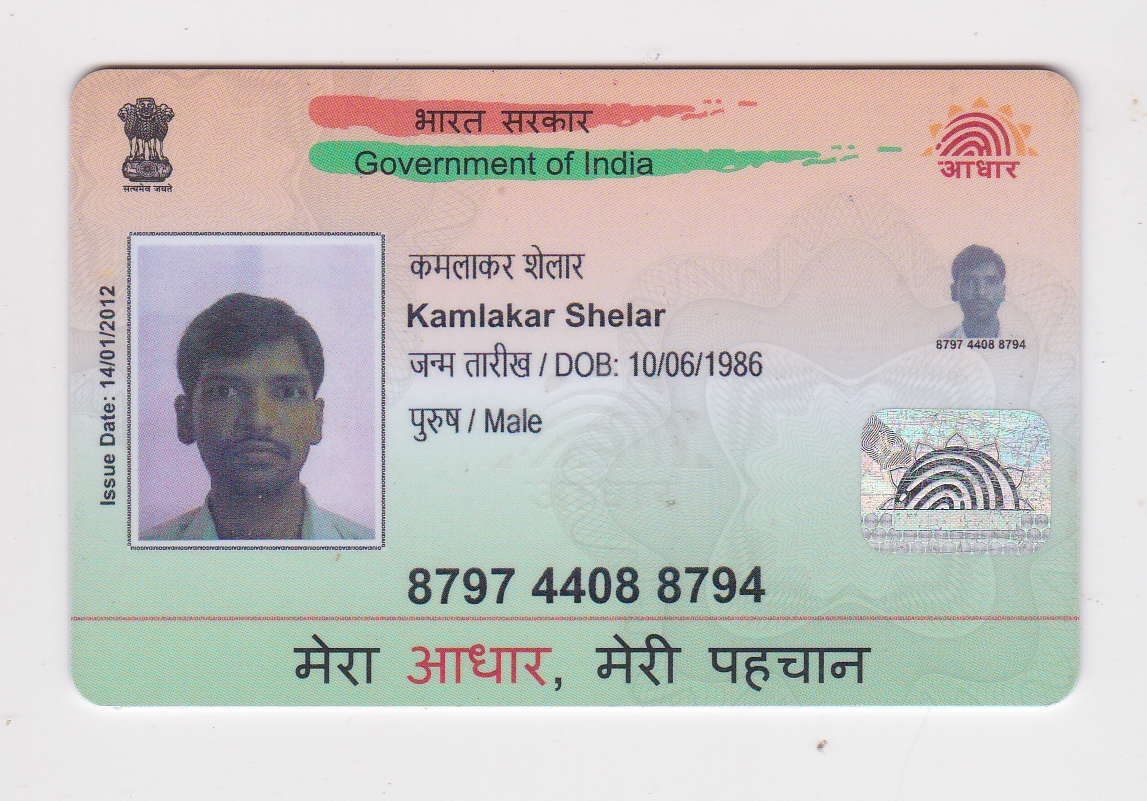 भारत सरकार
Government of India
सत्यमेव जयते
आधार
Issue Date: 14/01/2012
कमलाकर शेलार
Kamlakar Shelar
जन्म तारीख / DOB: 10/06/1986
पुरुष / Male
8797 4408 8794
8797 4408 8794
मेरा आधार, मेरी पहचान